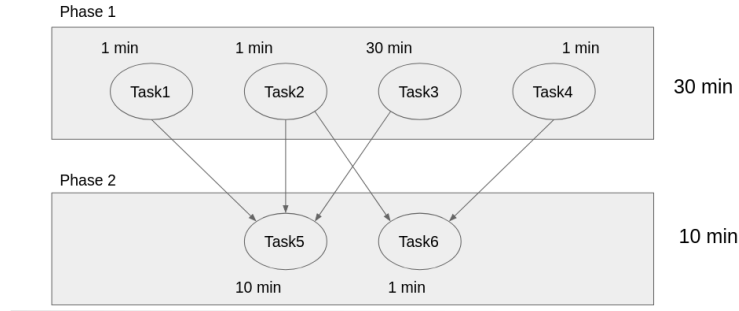 Phase 1
1 min 1 min 30 min 1 min
Task1 Task2 Task3 Task4
30 min
Phase 2
Task5 Task6
10 min
10 min 1 min